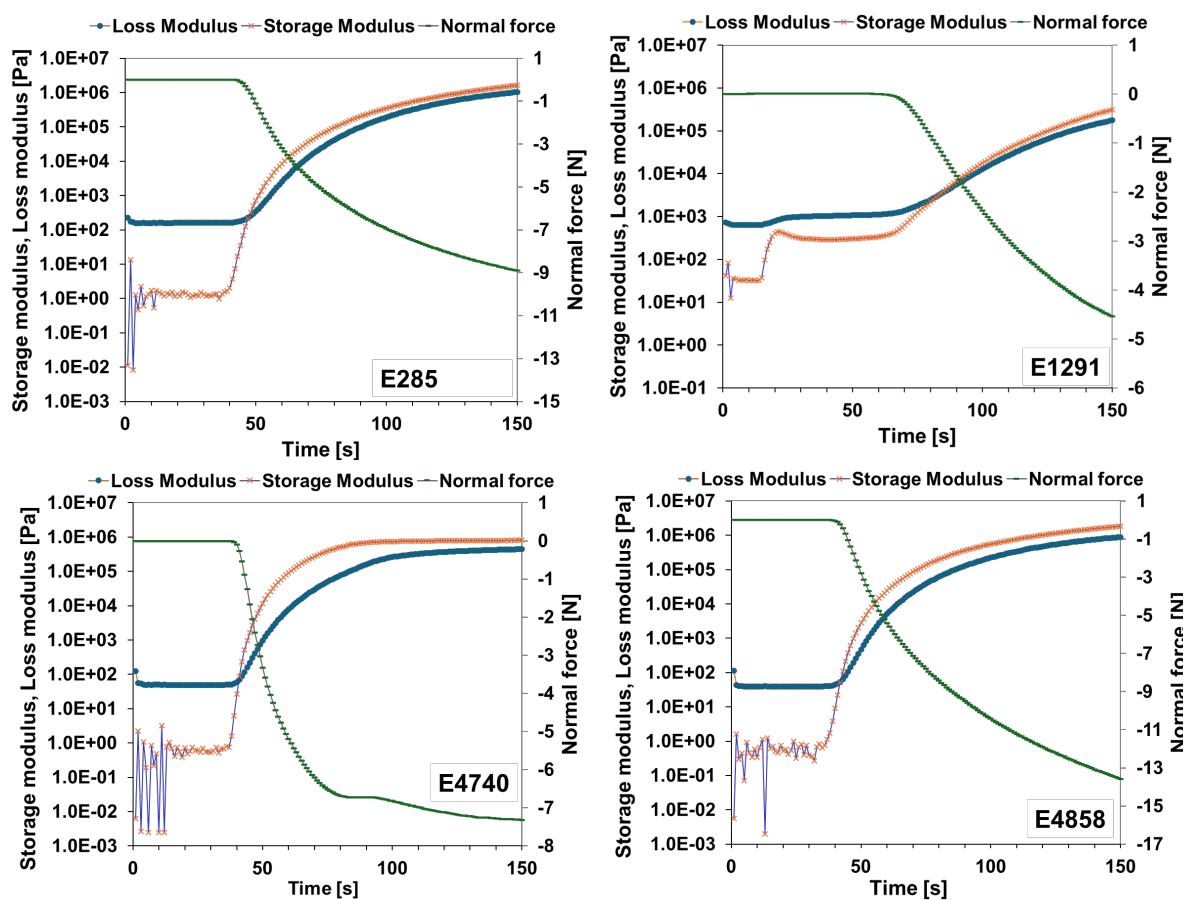 Loss Modulus Storage Modulus Normal force
Storage modulus, Loss modulus [Pa]
1.0E+07
1.0E+06
1.0E+05
1.0E+04
1.0E+03
1.0E+02
1.0E+01
1.0E+00
1.0E-01
1.0E-02
1.0E-03
1
-1
-3
-5
-7
-9
-11
-13
-15
Normal force [N]
E285
0 50 100 150
Time [s]
Loss Modulus Storage Modulus Normal force
Storage modulus, Loss modulus [Pa]
1.0E+07
1.0E+06
1.0E+05
1.0E+04
1.0E+03
1.0E+02
1.0E+01
1.0E+00
1.0E-01
1
0
-1
-2
-3
-4
-5
-6
Normal force [N]
E1291
0 50 100 150
Time [s]
Loss Modulus Storage Modulus Normal force
Storage modulus, Loss modulus [Pa]
1.0E+07
1.0E+06
1.0E+05
1.0E+04
1.0E+03
1.0E+02
1.0E+01
1.0E+00
1.0E-01
1.0E-02
1.0E-03
1
0
-1
-2
-3
-4
-5
-6
-7
-8
Normal force [N]
E4740
0 50 100 150
Time [s]
Loss Modulus Storage Modulus Normal force
Storage modulus, Loss modulus [Pa]
1.0E+07
1.0E+06
1.0E+05
1.0E+04
1.0E+03
1.0E+02
1.0E+01
1.0E+00
1.0E-01
1.0E-02
1.0E-03
1
-1
-3
-5
-7
-9
-11
-13
-15
-17
Normal force [N]
E4858
0 50 100 150
Time [s]